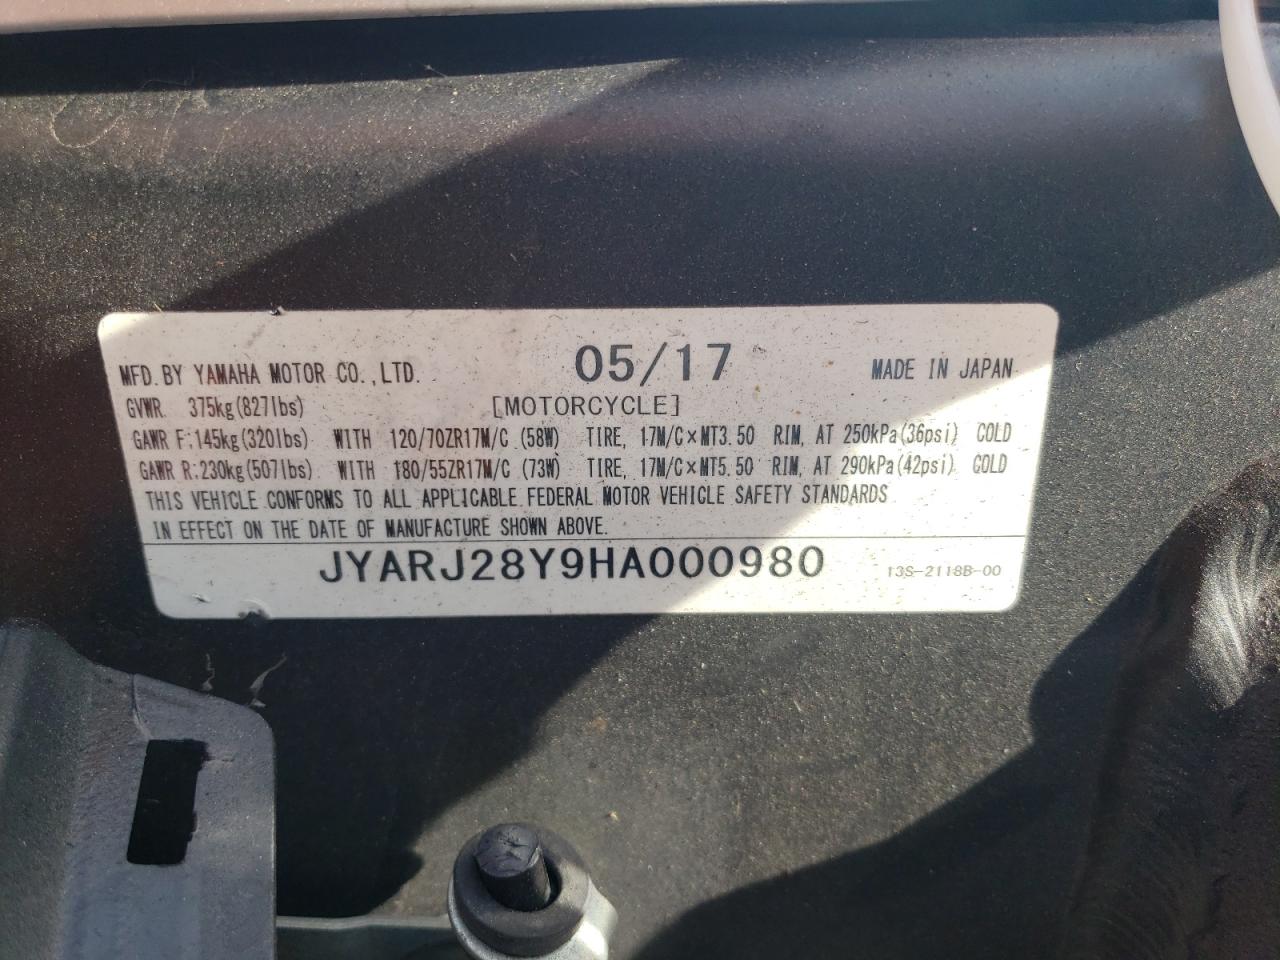 MFD. BY YAMAHA MOTOR CO., LTD. 05/17 MADE IN JAPAN
GVWR 375kg(827lbs) [MOTORCYCLE]
GAWR F:145kg(320lbs) WITH 120/70ZR17M/C (58W) TIRE, 17M/C×MT3.50 RIM, AT 250kPa(36psi) COLD
GAWR R:230kg(507lbs) WITH 180/55ZR17M/C (73W) TIRE, 17M/C×MT5.50 RIM, AT 290kPa(42psi) COLD
THIS VEHICLE CONFORMS TO ALL APPLICABLE FEDERAL MOTOR VEHICLE SAFETY STANDARDS
IN EFFECT ON THE DATE OF MANUFACTURE SHOWN ABOVE.
JYARJ28Y9HA000980 13S-2118B-00